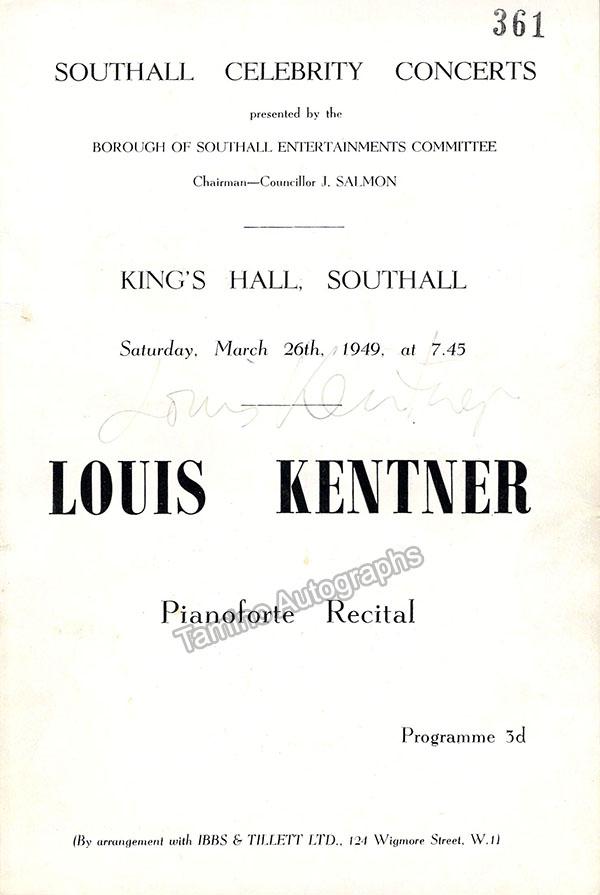 361
SOUTHALL CELEBRITY CONCERTS
presented by the
BOROUGH OF SOUTHALL ENTERTAINMENTS COMMITTEE
Chairman—Councillor J. SALMON
KING'S HALL, SOUTHALL
Saturday, March 26th, 1949, at 7.45
Louis Kentner
LOUIS KENTNER
Pianoforte Recital
Tamino Autographs
Programme 3d
(By arrangement with IBBS & TILLETT LTD., 124 Wigmore Street, W.1)